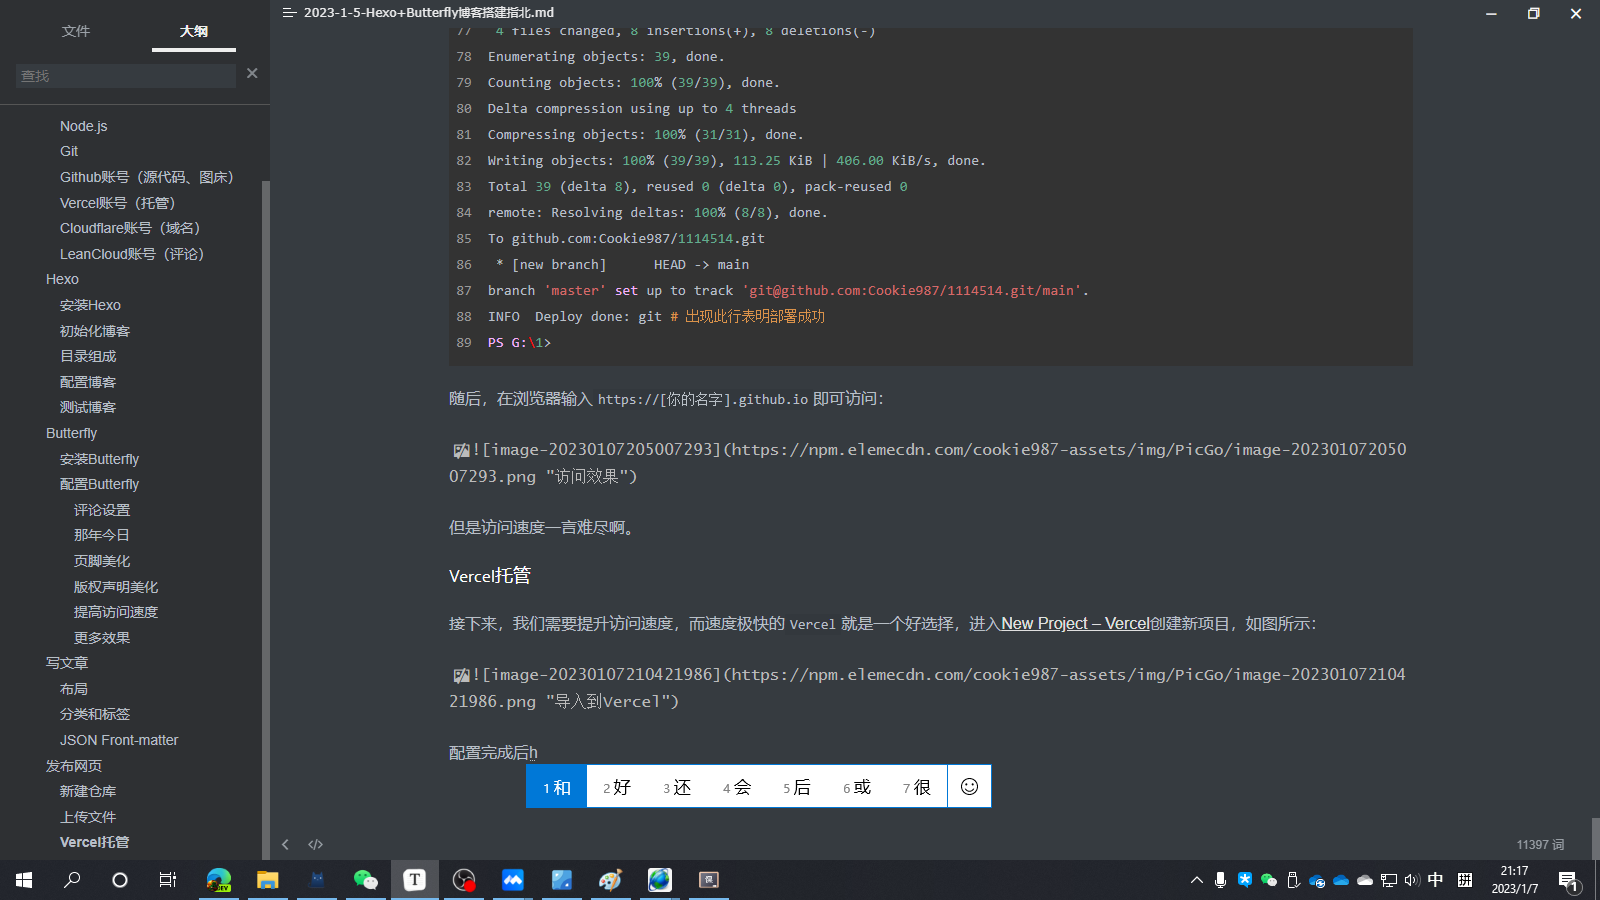 2023-1-5-Hexo+Butterfly博客搭建指北.md
文件
大纲
查找
Node.js
Git
Github账号（源代码、图床）
Vercel账号（托管）
Cloudflare账号（域名）
LeanCloud账号（评论）
Hexo
安装Hexo
初始化博客
目录组成
配置博客
测试博客
Butterfly
安装Butterfly
配置Butterfly
评论设置
那年今日
页脚美化
版权声明美化
提高访问速度
更多效果
写文章
布局
分类和标签
JSON Front-matter
发布网页
新建仓库
上传文件
Vercel托管
77 4 files changed, 8 insertions(+), 8 deletions(-)
78 Enumerating objects: 39, done.
79 Counting objects: 100% (39/39), done.
80 Delta compression using up to 4 threads
81 Compressing objects: 100% (31/31), done.
82 Writing objects: 100% (39/39), 113.25 KiB | 406.00 KiB/s, done.
83 Total 39 (delta 8), reused 0 (delta 0), pack-reused 0
84 remote: Resolving deltas: 100% (8/8), done.
85 To github.com:Cookie987/1114514.git
86 * [new branch] HEAD -> main
87 branch 'master' set up to track 'git@github.com:Cookie987/1114514.git/main'.
88 INFO Deploy done: git # 出现此行表明部署成功
89 PS G:\1>
随后，在浏览器输入 https://[你的名字].github.io 即可访问：
![image-20230107205007293](https://npm.elemecdn.com/cookie987-assets/img/PicGo/image-202301072050
07293.png "访问效果")
但是访问速度一言难尽啊。
Vercel托管
接下来，我们需要提升访问速度，而速度极快的 Vercel 就是一个好选择，进入New Project – Vercel创建新项目，如图所示：
![image-20230107210421986](https://npm.elemecdn.com/cookie987-assets/img/PicGo/image-202301072104
21986.png "导入到Vercel")
配置完成后h
1 和 2 好 3 还 4 会 5 后 6 或 7 很
11397 词
T
中
拼
21:17
2023/1/7
1